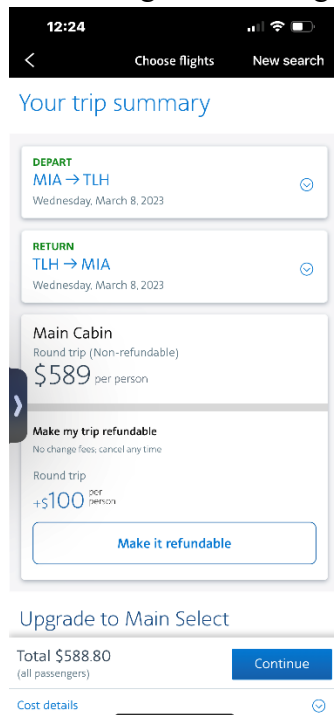 12:24
Choose flights
New search
Your trip summary
DEPART
MIA → TLH
Wednesday, March 8, 2023
RETURN
TLH → MIA
Wednesday, March 8, 2023
Main Cabin
Round trip (Non-refundable)
$589 per person
Make my trip refundable
No change fees; cancel any time
Round trip
+$100 per person
Make it refundable
Upgrade to Main Select
Total $588.80
(all passengers)
Continue
Cost details